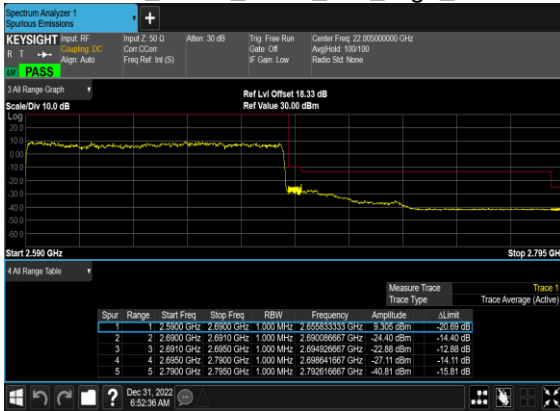 Spectrum Analyzer 1
Spurious Emissions
+
KEYSIGHT Input: RF Input Z: 50 Ω Atten: 30 dB Trig: Free Run Center Freq: 22.005000000 GHz
R T Coupling: DC Corr CCorr Gate: Off Avg|Hold: 100/100
Align: Auto Freq Ref: Int (S) IF Gain: Low Radio Std: None
PASS
3 All Range Graph
Ref Lvl Offset 18.33 dB
Scale/Div 10.0 dB Ref Value 30.00 dBm
Log
20.0
10.0
0.00
-10.0
-20.0
-30.0
-40.0
-50.0
-60.0
Start 2.590 GHz Stop 2.795 GH
4 All Range Table
Measure Trace Trace 1
Trace Type Trace Average (Active)
Spur Range Start Freq Stop Freq RBW Frequency Amplitude ΔLimit
1 1 2.5900 GHz 2.6900 GHz 1.000 MHz 2.655833333 GHz 9.305 dBm -20.69 dB
2 2 2.6900 GHz 2.6910 GHz 1.000 MHz 2.690086667 GHz -24.40 dBm -14.40 dB
3 3 2.6910 GHz 2.6950 GHz 1.000 MHz 2.694926667 GHz -22.88 dBm -12.88 dB
4 4 2.6950 GHz 2.7900 GHz 1.000 MHz 2.698641667 GHz -27.11 dBm -14.11 dB
5 5 2.7900 GHz 2.7950 GHz 1.000 MHz 2.792616667 GHz -40.81 dBm -15.81 dB
? Dec 31, 2022
6:52:36 AM